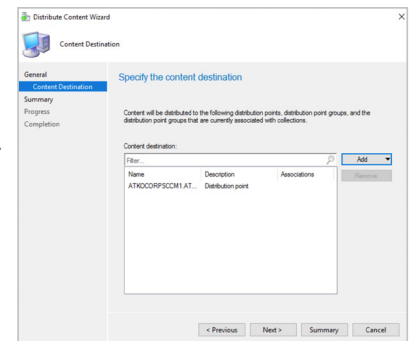 Distribute Content Wizard
Content Destination
General
Content Destination
Summary
Progress
Completion
Specify the content destination
Content will be distributed to the following distribution points, distribution point groups, and the
distribution point groups that are currently associated with collections.
Content destination:
Filter...
Add
Remove
Name Description Associations
ATKOCORPSCCM1.AT... Distribution point
< Previous Next > Summary Cancel